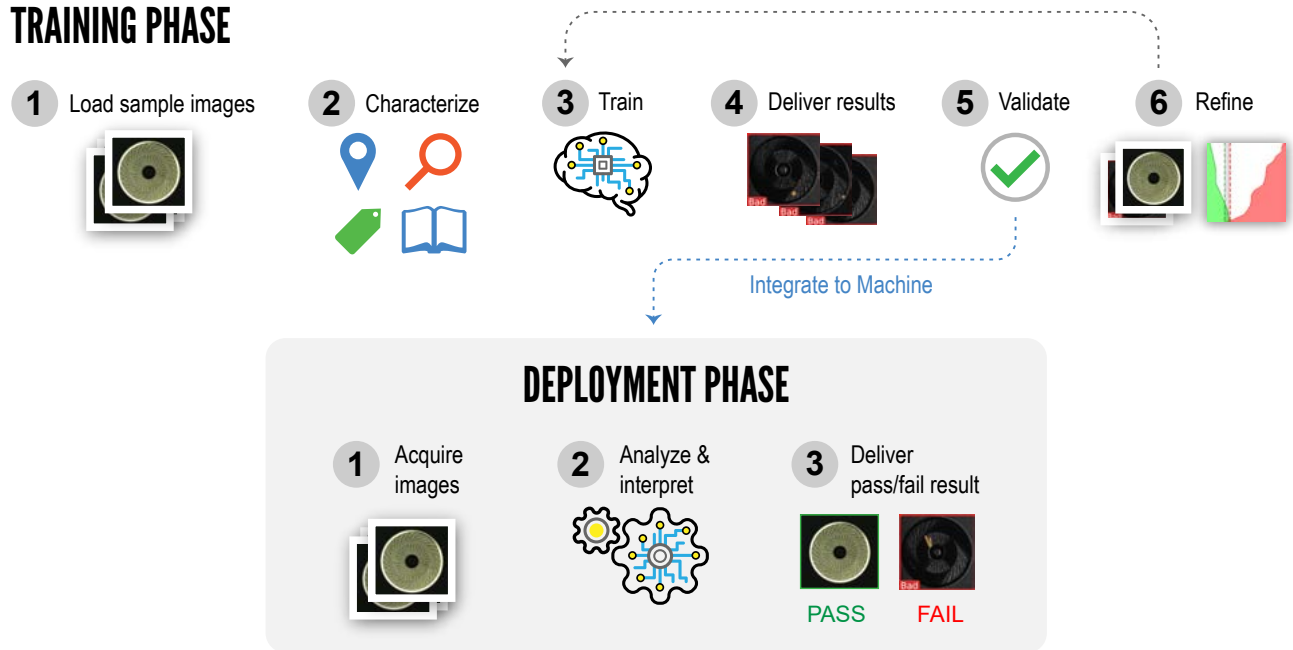 TRAINING PHASE
1 Load sample images
2 Characterize
3 Train
4 Deliver results
5 Validate
6 Refine
Bad
Bad
Bad
Integrate to Machine
DEPLOYMENT PHASE
1 Acquire
images
2 Analyze &
interpret
3 Deliver
pass/fail result
Bad
PASS
FAIL